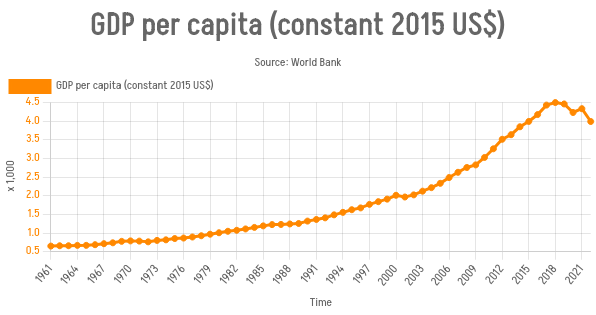 GDP per capita (constant 2015 US$)
Source: World Bank
GDP per capita (constant 2015 US$)
4.5
4.0
3.5
3.0
2.5
2.0
1.5
1.0
0.5
x 1,000
1961 1964 1967 1970 1973 1976 1979 1982 1985 1988 1991 1994 1997 2000 2003 2006 2009 2012 2015 2018 2021
Time